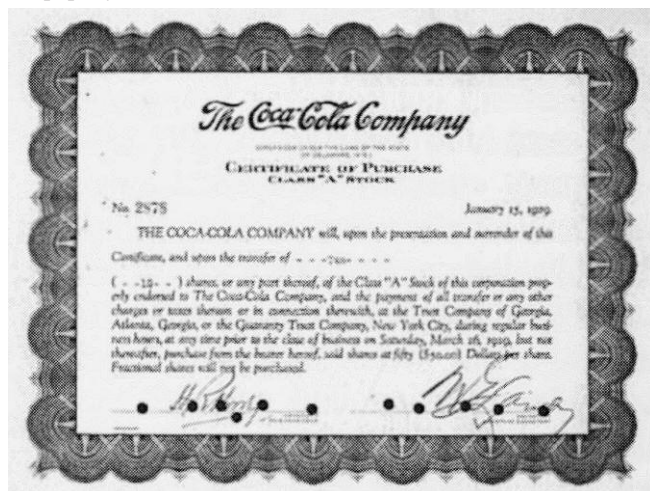 The Coca-Cola Company
CERTIFICATE OF PURCHASE
CLASS "A" STOCK
No. 2878 January 15, 1929.
THE COCA-COLA COMPANY will, upon the presentation and surrender of this
Certificate, and upon the transfer of - - -TEN- - - -
( - -10- - ) shares, or any part thereof, of the Class "A" Stock of this corporation prop-
erly endorsed to The Coca-Cola Company, and the payment of all transfer or any other
charges or taxes thereon or in connection therewith, at the Trust Company of Georgia,
Atlanta, Georgia, or the Guaranty Trust Company, New York City, during regular busi-
ness hours, at any time prior to the close of business on Saturday, March 16, 1929, but not
thereafter, purchase from the bearer hereof, said shares at fifty ($50.00) Dollars per share.
Fractional shares will not be purchased.